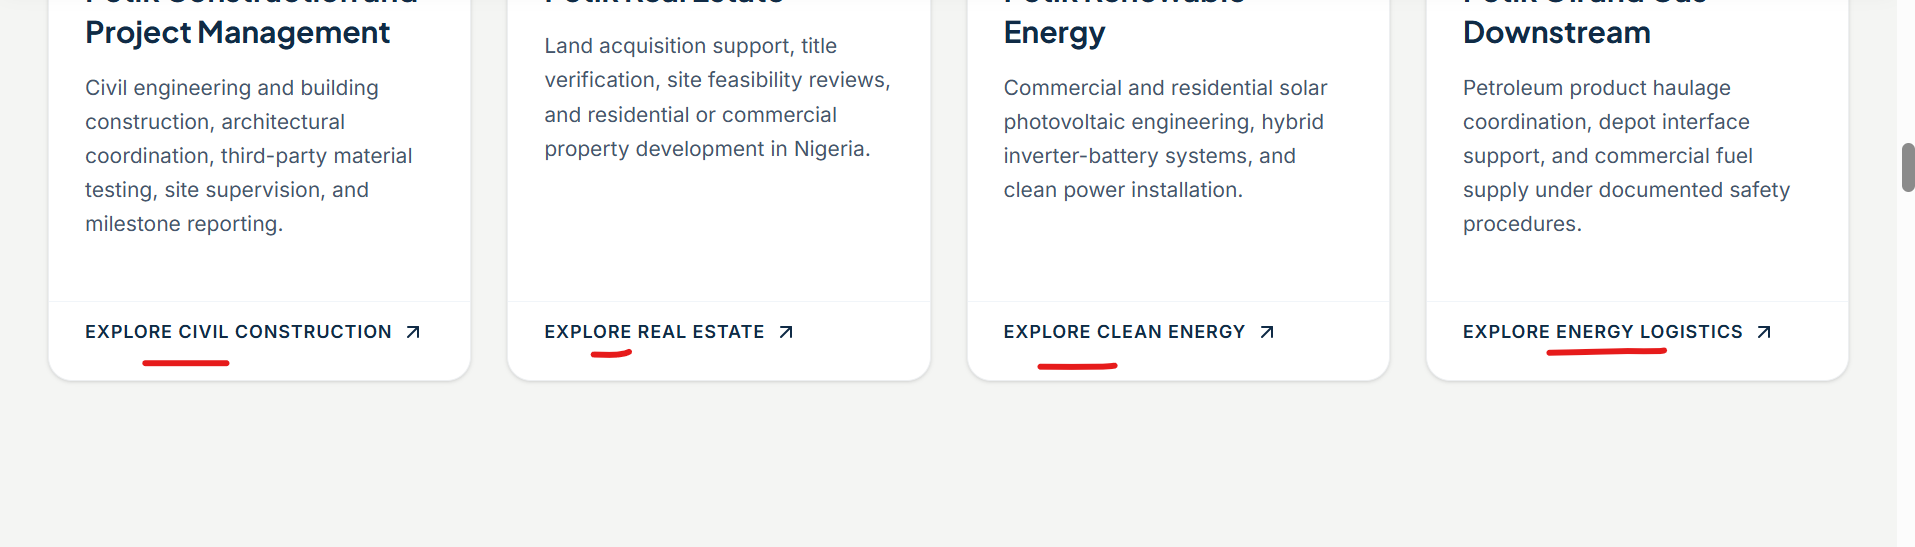 Project Management
Civil engineering and building
construction, architectural
coordination, third-party material
testing, site supervision, and
milestone reporting.
EXPLORE CIVIL CONSTRUCTION
Land acquisition support, title
verification, site feasibility reviews,
and residential or commercial
property development in Nigeria.
EXPLORE REAL ESTATE
Energy
Commercial and residential solar
photovoltaic engineering, hybrid
inverter-battery systems, and
clean power installation.
EXPLORE CLEAN ENERGY
Downstream
Petroleum product haulage
coordination, depot interface
support, and commercial fuel
supply under documented safety
procedures.
EXPLORE ENERGY LOGISTICS